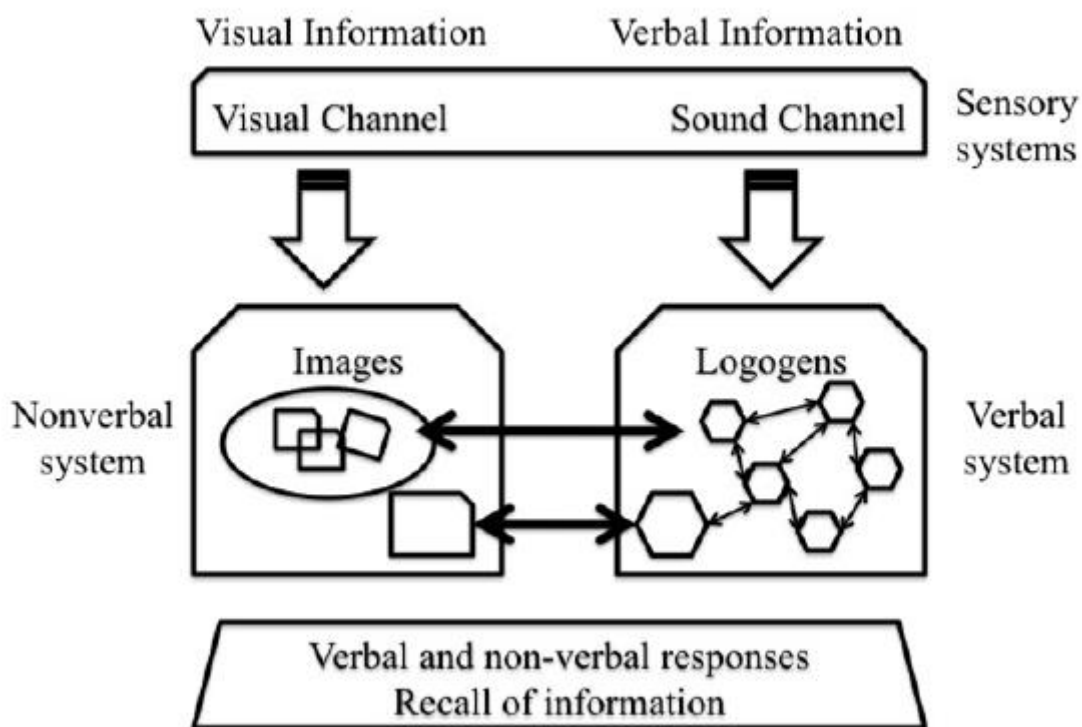 Visual Information
Verbal Information
Visual Channel
Sound Channel
Sensory
systems
Images
Logogens
Nonverbal
system
Verbal
system
Verbal and non-verbal responses
Recall of information